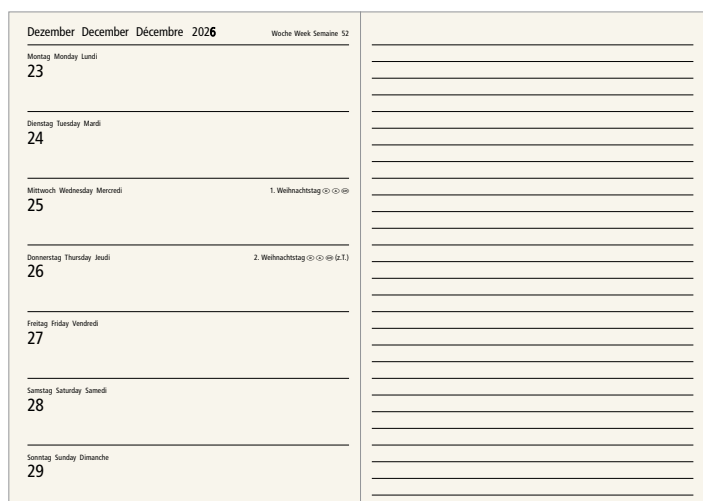 Dezember December Décembre 2026 Woche Week Semaine 52
Montag Monday Lundi
23
Dienstag Tuesday Mardi
24
Mittwoch Wednesday Mercredi 1. Weihnachtstag
25
Donnerstag Thursday Jeudi 2. Weihnachtstag (z.T.)
26
Freitag Friday Vendredi
27
Samstag Saturday Samedi
28
Sonntag Sunday Dimanche
29